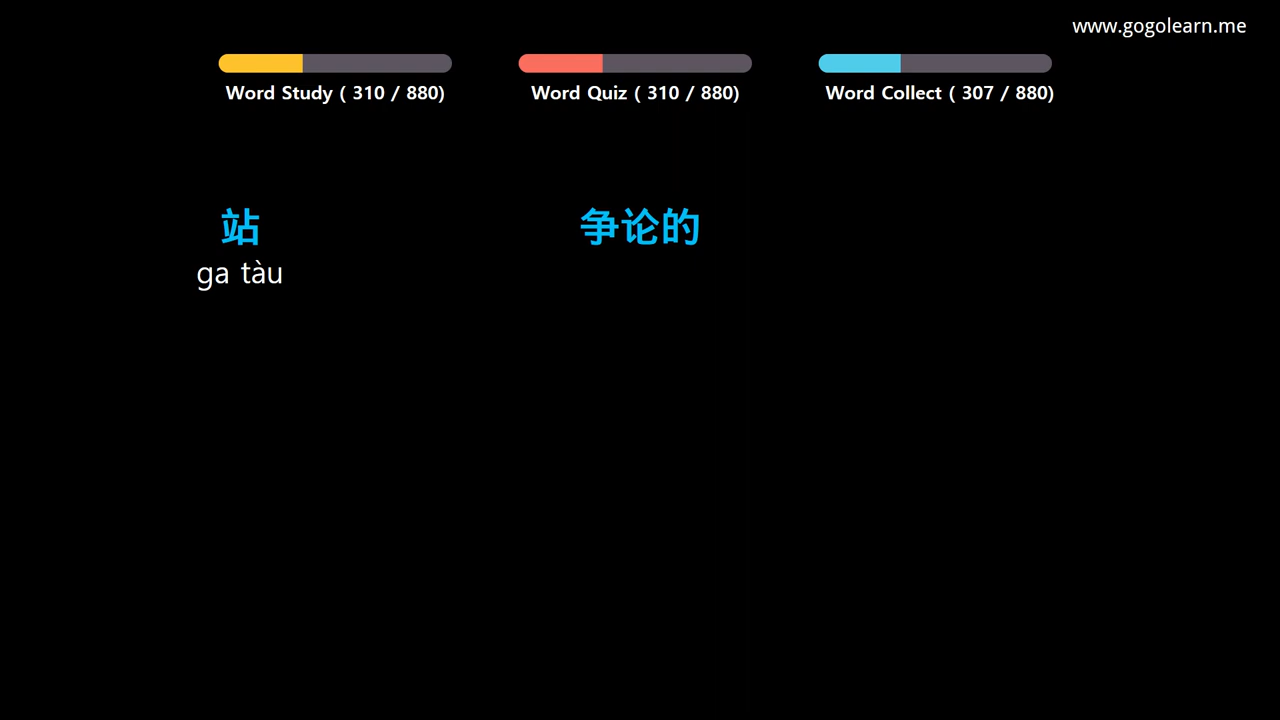 www.gogolearn.me
Word Study ( 310 / 880)
Word Quiz ( 310 / 880)
Word Collect ( 307 / 880)
站
ga tàu
争论的